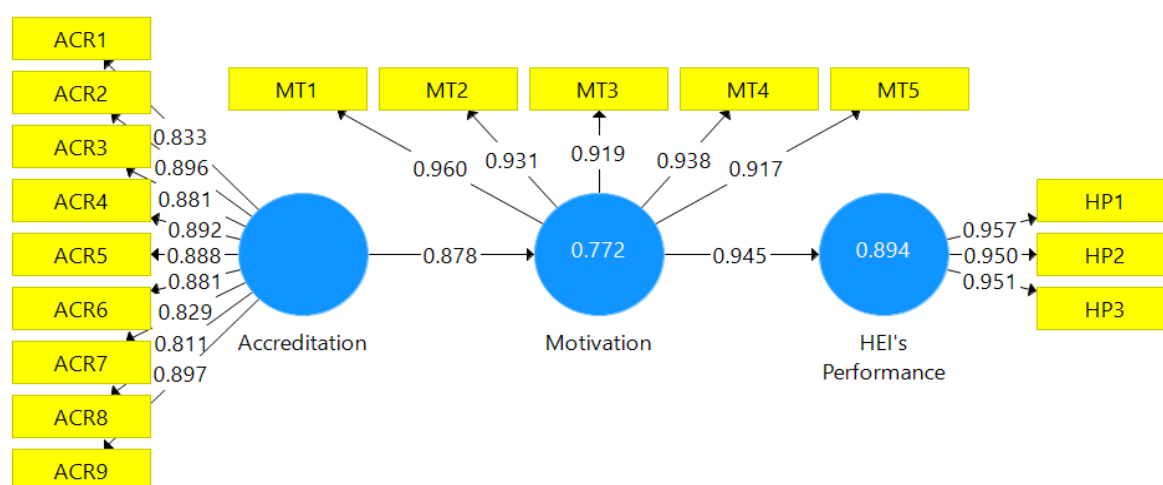 ACR1
ACR2
ACR3
ACR4
ACR5
ACR6
ACR7
ACR8
ACR9
0.833
0.896
0.881
0.892
0.888
0.881
0.829
0.811
0.897
Accreditation
0.878
MT1
MT2
MT3
MT4
MT5
0.960
0.931
0.919
0.938
0.917
0.772
Motivation
0.945
0.894
HEI's
Performance
0.957
0.950
0.951
HP1
HP2
HP3